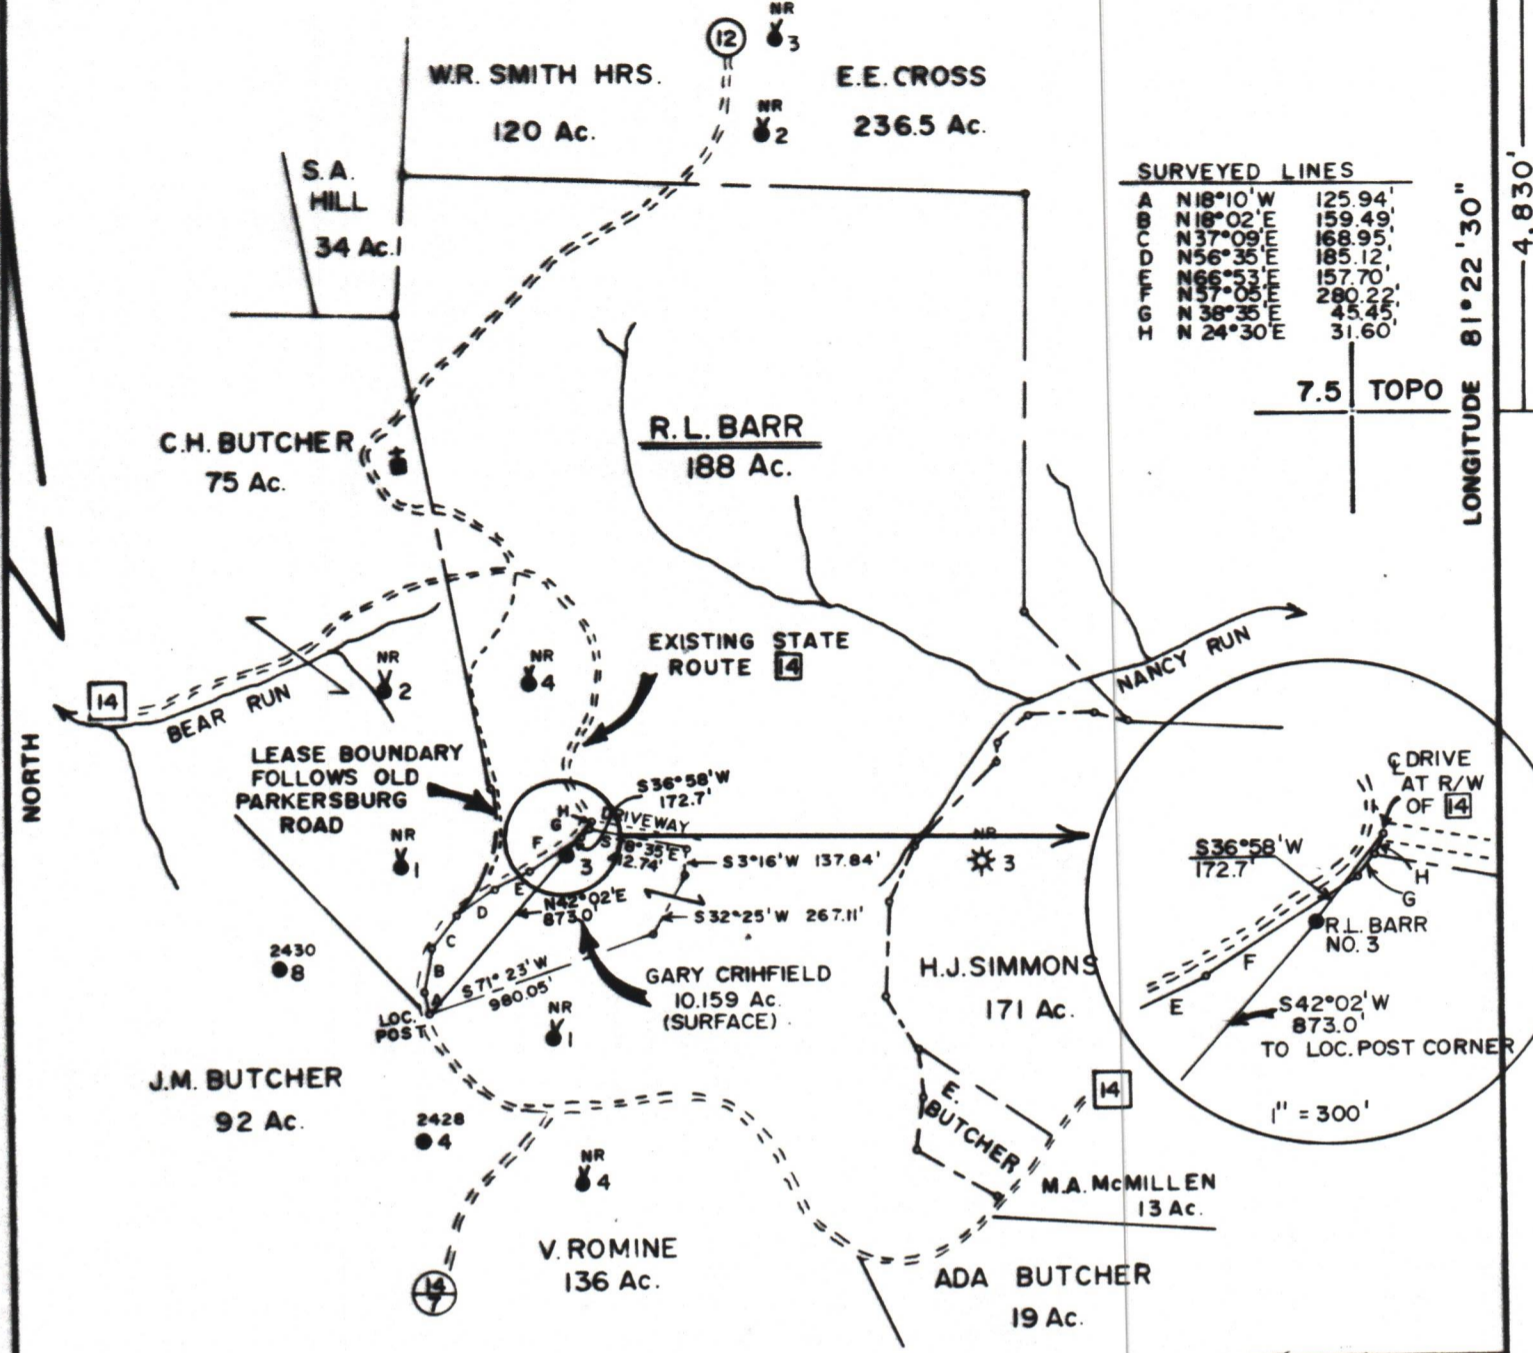 12
NR
3
W.R. SMITH HRS.
120 Ac.
E.E. CROSS
236.5 Ac.
NR
2
S.A.
HILL
34 Ac.
SURVEYED LINES
A N18°10'W 125.94'
B N18°02'E 159.49'
C N37°09'E 168.95'
D N56°35'E 185.12'
E N66°53'E 157.70'
F N57°05'E 280.22'
G N38°35'E 45.45'
H N24°30'E 31.60'
4,830'
LONGITUDE 81°22'30"
7.5 TOPO
C.H. BUTCHER
75 Ac.
R.L. BARR
188 Ac.
EXISTING STATE
ROUTE 14
NR
2
NR
4
14
BEAR RUN
NANCY RUN
NORTH
LEASE BOUNDARY
FOLLOWS OLD
PARKERSBURG
ROAD
S36°58'W
172.7'
DRIVEWAY
H
G
F
E
D
C
B
A
3
NR
1
S3°16'W 137.84'
NR
3
N42°02'E
873.0'
S32°25'W 267.11'
S71°23'W
980.05'
2430
8
LOC.
POST
GARY CRIHFIELD
10.159 Ac.
(SURFACE)
NR
1
H.J. SIMMONS
171 Ac.
℄ DRIVE
AT R/W
OF 14
S36°58'W
172.7'
H
G
R.L. BARR
NO. 3
F
E
S42°02'W
873.0'
TO LOC. POST CORNER
1" = 300'
J.M. BUTCHER
92 Ac.
14
E.
BUTCHER
2428
4
NR
4
M.A. McMILLEN
13 Ac.
V. ROMINE
136 Ac.
ADA BUTCHER
19 Ac.
14
7